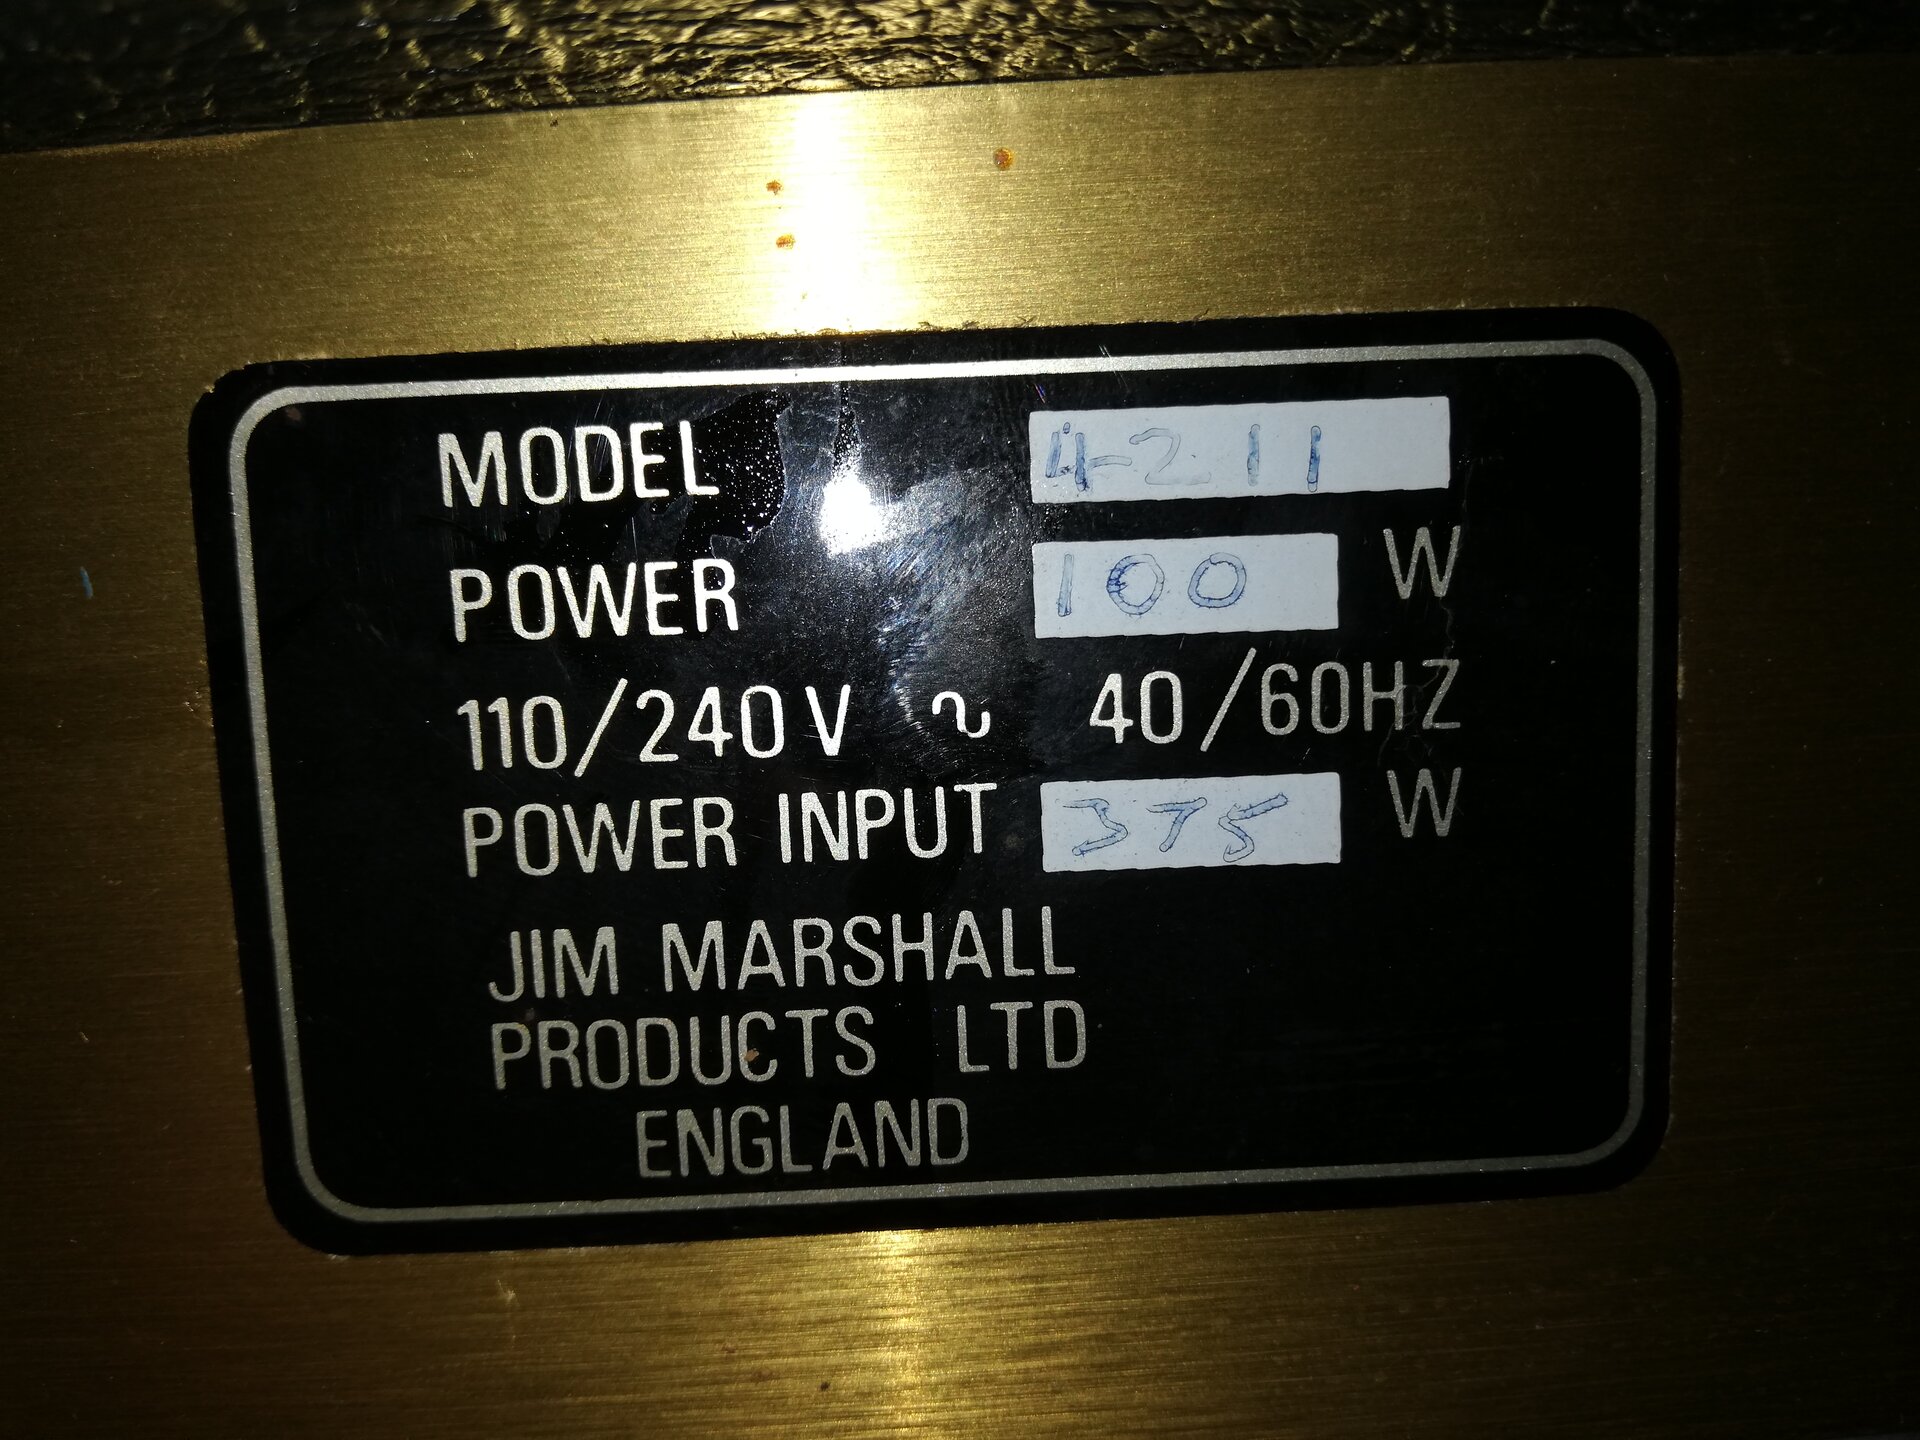 MODEL 4211
POWER 100 W
110/240V ∿ 40/60HZ
POWER INPUT 375 W
JIM MARSHALL
PRODUCTS LTD
ENGLAND